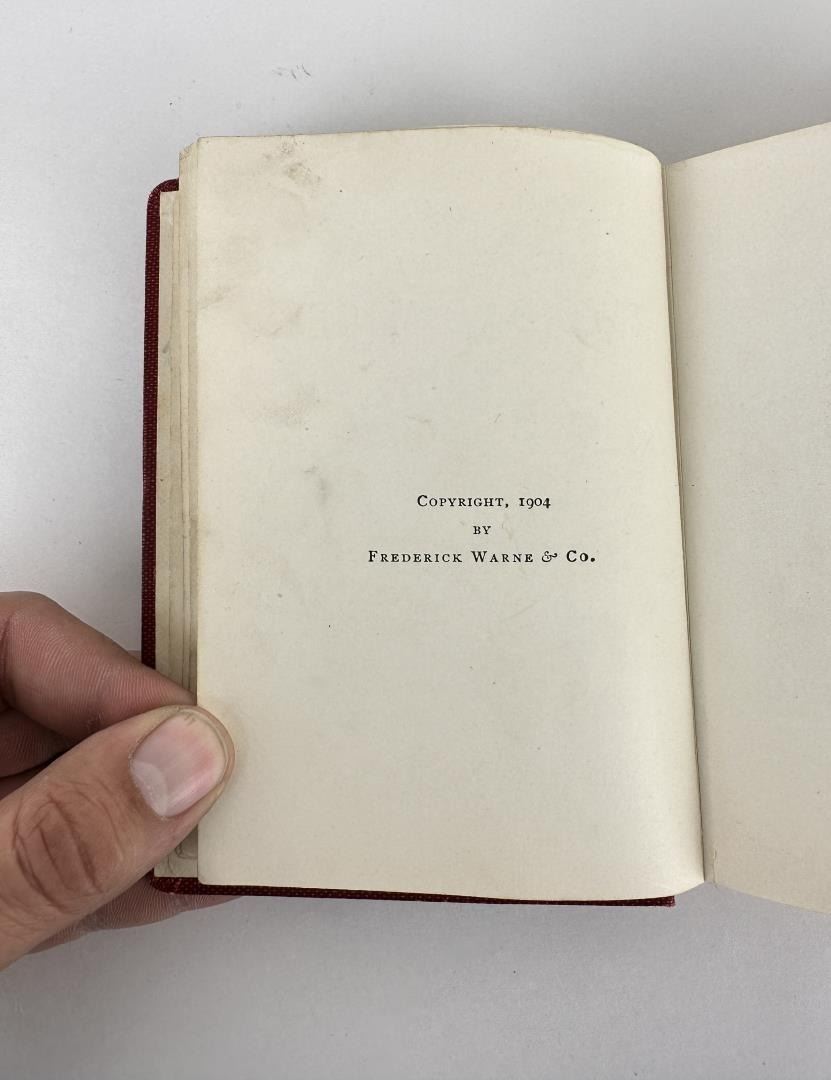 Copyright, 1904
by
Frederick Warne & Co.